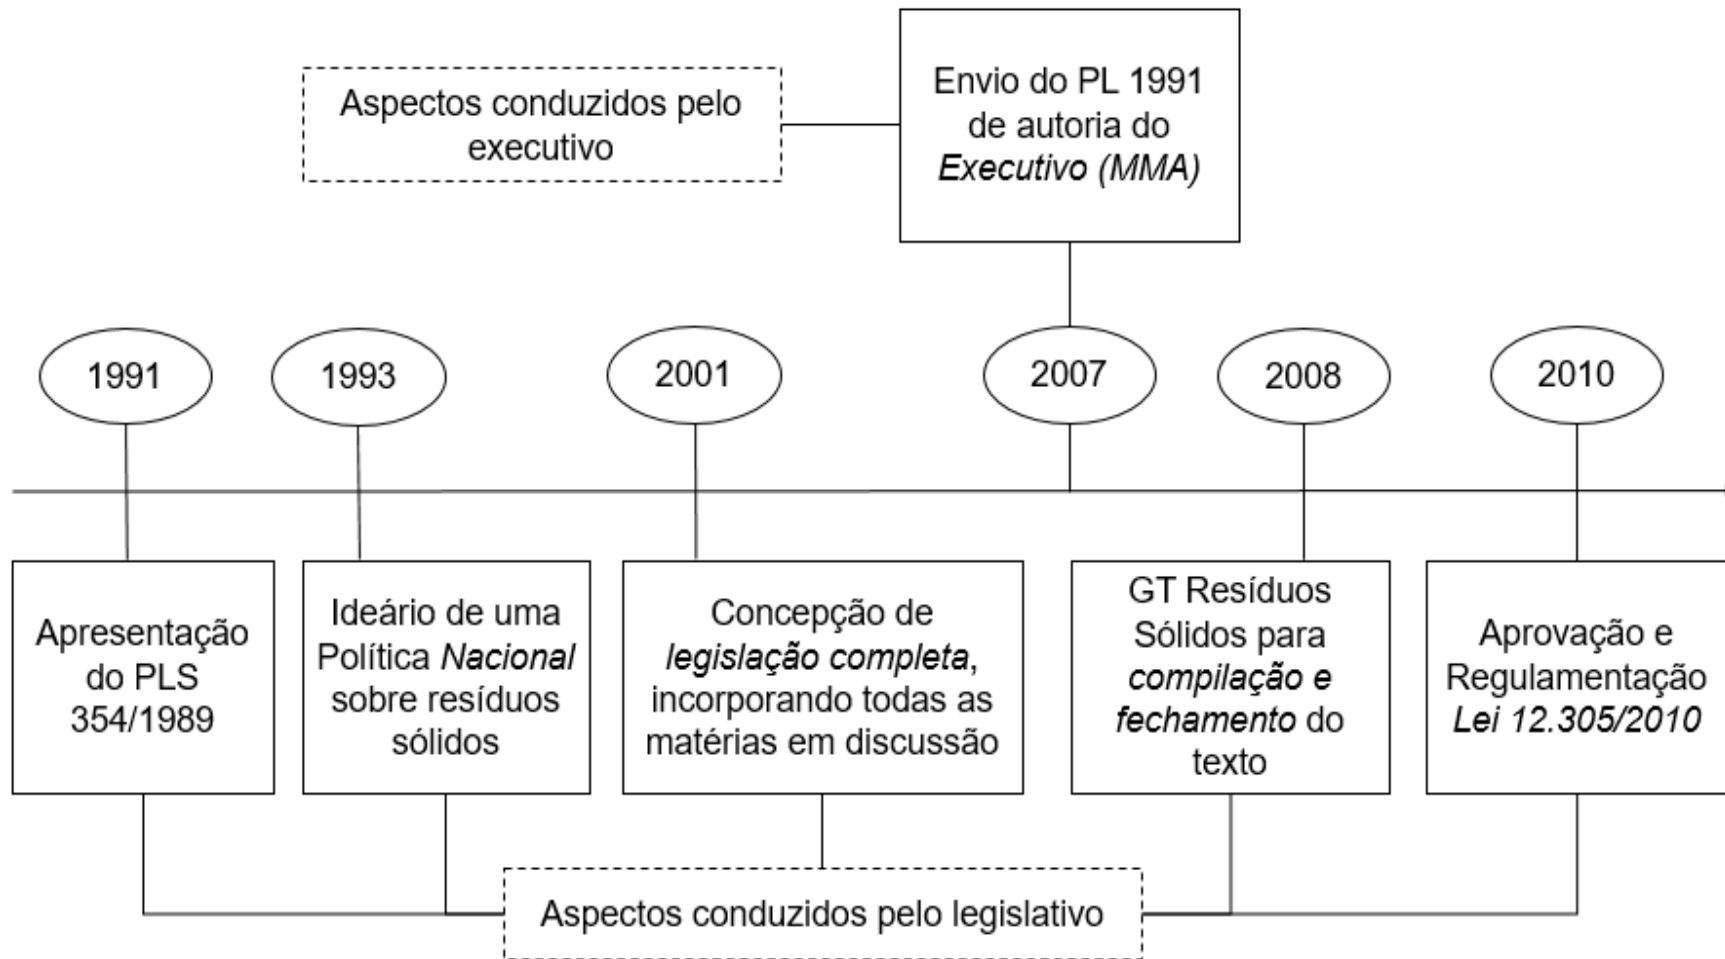 Aspectos conduzidos pelo
executivo
Envio do PL 1991
de autoria do
Executivo (MMA)
1991
1993
2001
2007
2008
2010
Apresentação
do PLS
354/1989
Ideário de uma
Política Nacional
sobre resíduos
sólidos
Concepção de
legislação completa,
incorporando todas as
matérias em discussão
GT Resíduos
Sólidos para
compilação e
fechamento do
texto
Aprovação e
Regulamentação
Lei 12.305/2010
Aspectos conduzidos pelo legislativo